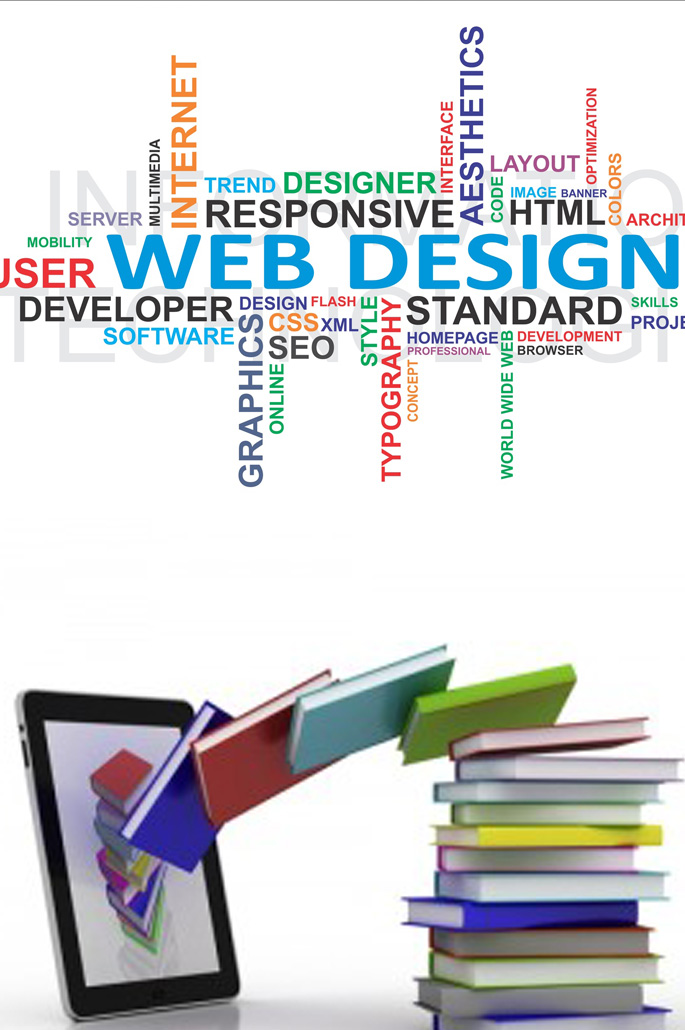 INFORMATIO
TECHNOLOGI
AESTHETICS
INTERNET
INTERFACE
OPTIMIZATION
MULTIMEDIA
LAYOUT
COLORS
TREND
DESIGNER
CODE
IMAGE
BANNER
SERVER
RESPONSIVE
HTML
ARCHIT
MOBILITY
USER
WEB DESIGN
DEVELOPER
DESIGN
FLASH
STYLE
TYPOGRAPHY
STANDARD
SKILLS
SOFTWARE
GRAPHICS
CSS
XML
HOMEPAGE
WORLD WIDE WEB
DEVELOPMENT
PROJE
SEO
PROFESSIONAL
BROWSER
ONLINE
CONCEPT